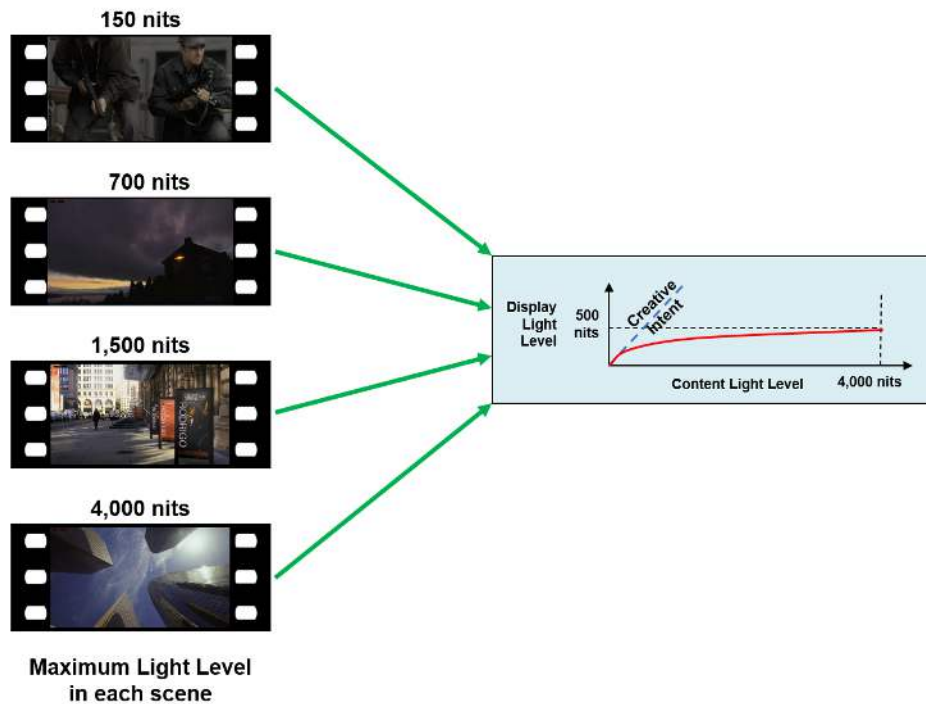 150 nits
700 nits
1,500 nits
RODRIGO
4,000 nits
Maximum Light Level
in each scene
Display
Light
Level
500
nits
Creative
Intent
Content Light Level
4,000 nits